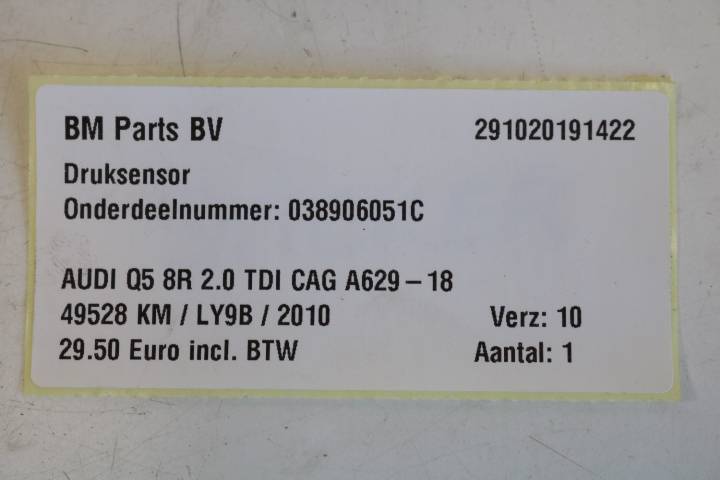 BM Parts BV 291020191422
Druksensor
Onderdeelnummer: 038906051C
AUDI Q5 8R 2.0 TDI CAG A629 – 18
49528 KM / LY9B / 2010 Verz: 10
29.50 Euro incl. BTW Aantal: 1